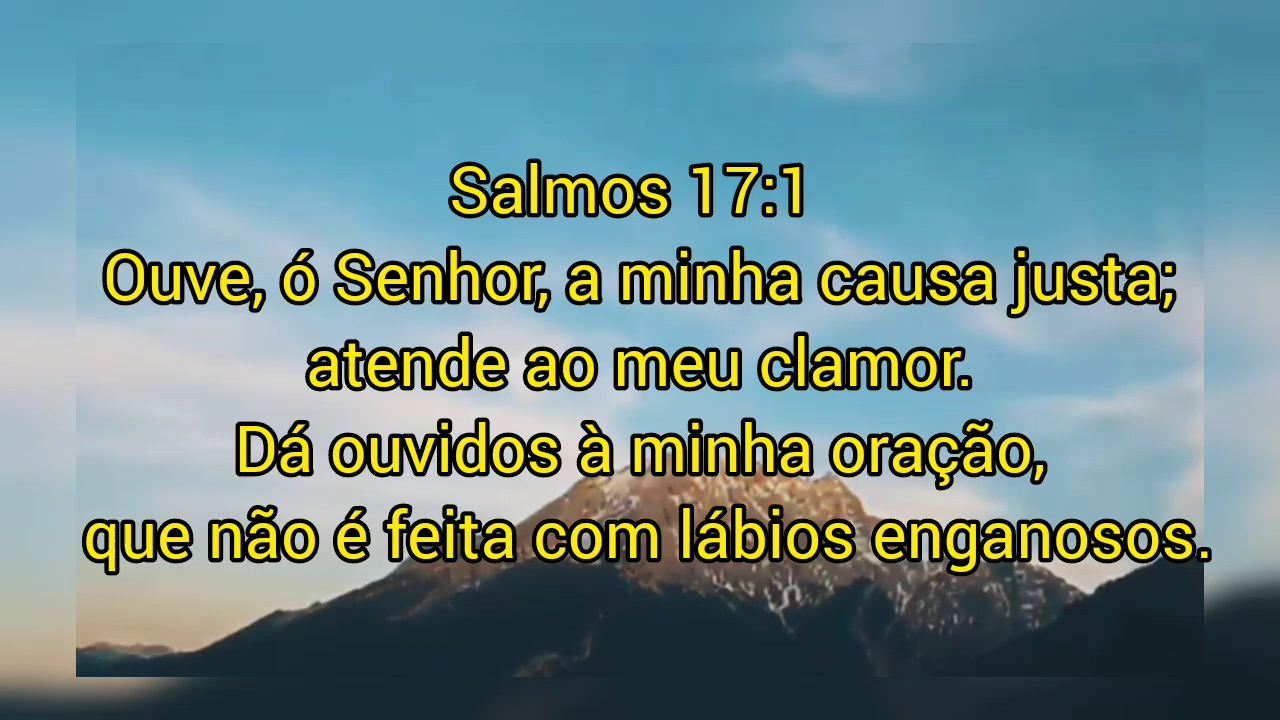 Salmos 17:1
Ouve, ó Senhor, a minha causa justa;
atende ao meu clamor.
Dá ouvidos à minha oração,
que não é feita com lábios enganosos.